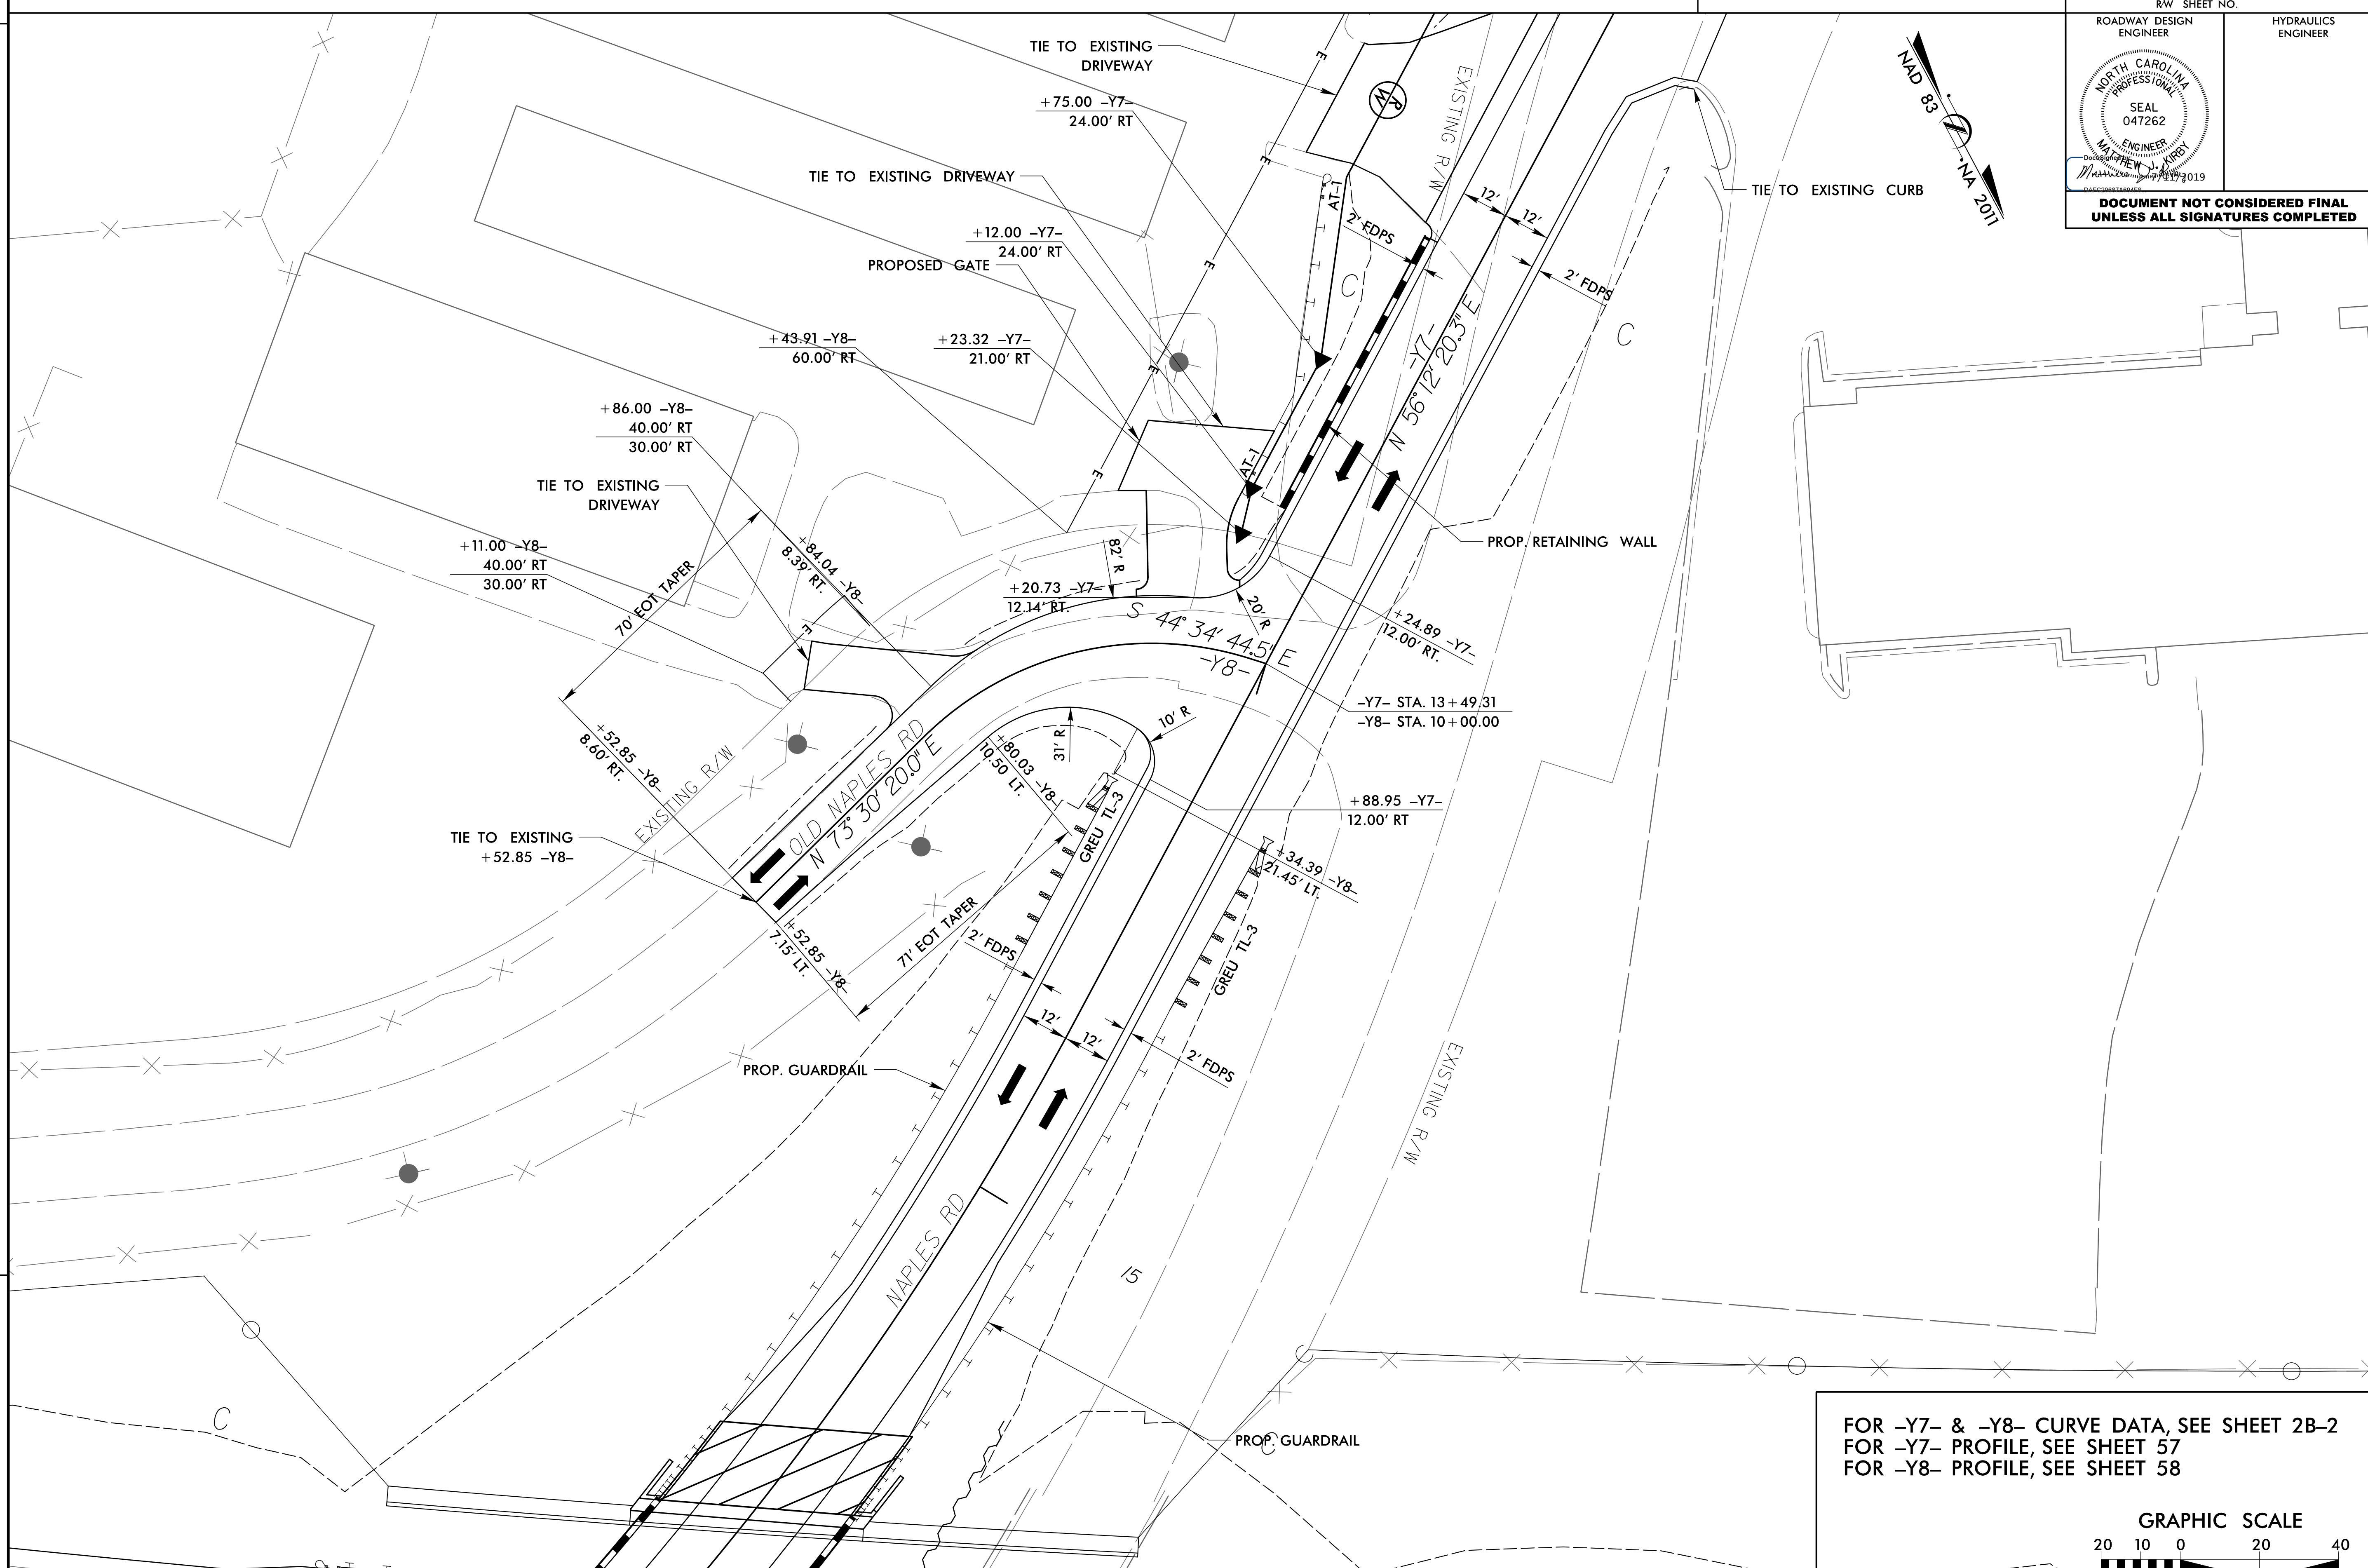 R/W SHEET NO.
ROADWAY DESIGN
ENGINEER
HYDRAULICS
ENGINEER
NORTH CAROLINA
PROFESSIONAL
SEAL
047262
ENGINEER
MATTHEW J. KIRBY
7/11/2019
DOCUMENT NOT CONSIDERED FINAL
UNLESS ALL SIGNATURES COMPLETED
NAD 83
NA 2011
TIE TO EXISTING
DRIVEWAY
+75.00 –Y7–
24.00' RT
TIE TO EXISTING DRIVEWAY
+12.00 –Y7–
24.00' RT
PROPOSED GATE
+43.91 –Y8–
60.00' RT
+23.32 –Y7–
21.00' RT
+86.00 –Y8–
40.00' RT
30.00' RT
TIE TO EXISTING
DRIVEWAY
+11.00 –Y8–
40.00' RT
30.00' RT
70' EOT TAPER
+84.04 –Y8–
8.39' RT.
+20.73 –Y7–
12.14' RT.
82' R
20' R
E
E
E
E
E
E
R
W
EXISTING R/W
AT–1
AT–1
C
2' FDPS
12'
12'
2' FDPS
C
TIE TO EXISTING CURB
–Y7–
N 56° 12' 20.3" E
PROP. RETAINING WALL
+24.89 –Y7–
12.00' RT.
S 44° 34' 44.5" E
–Y8–
–Y7– STA. 13+49.31
–Y8– STA. 10+00.00
+52.85 –Y8–
8.60' RT.
EXISTING R/W
OLD NAPLES RD
N 73° 30' 20.0" E
+80.03 –Y8–
10.50 LT.
31' R
10' R
GREU TL–3
+88.95 –Y7–
12.00' RT
+34.39 –Y8–
21.45' LT.
TIE TO EXISTING
+52.85 –Y8–
+52.85 –Y8–
7.15' LT.
71' EOT TAPER
2' FDPS
GREU TL–3
12'
12'
2' FDPS
PROP. GUARDRAIL
EXISTING R/W
NAPLES RD
15
C
PROP. GUARDRAIL
C
FOR –Y7– & –Y8– CURVE DATA, SEE SHEET 2B–2
FOR –Y7– PROFILE, SEE SHEET 57
FOR –Y8– PROFILE, SEE SHEET 58
GRAPHIC SCALE
20 10 0 20 40